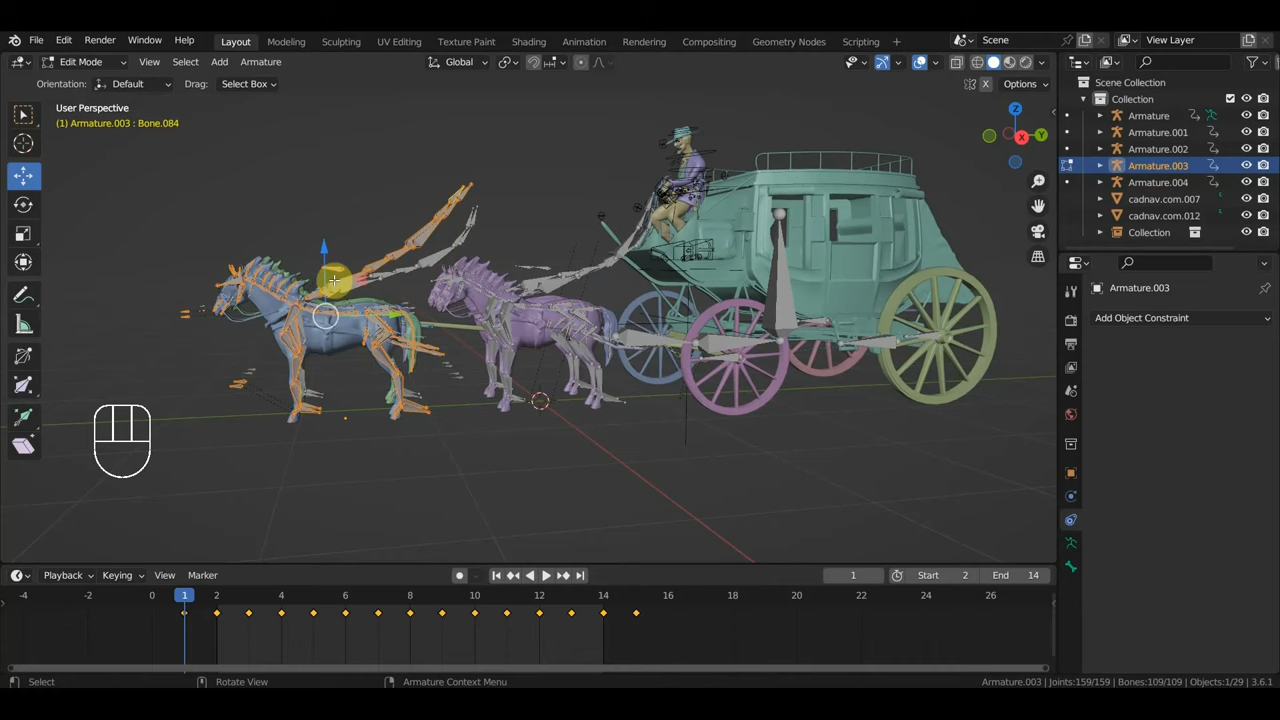 File Edit Render Window Help Layout Modeling Sculpting UV Editing Texture Paint Shading Animation Rendering Compositing Geometry Nodes Scripting + Scene View Layer
Edit Mode View Select Add Armature Global
Orientation: Default Drag: Select Box X Options
User Perspective
(1) Armature.003 : Bone.084
Z
X
Y
Scene Collection
Collection
Armature
Armature.001
Armature.002
Armature.003
Armature.004
cadnav.com.007
cadnav.com.012
Collection
Armature.003
Add Object Constraint
Playback Keying View Marker 1 Start 2 End 14
-4 -2 0 1 2 4 6 8 10 12 14 16 18 20 22 24 26
Select Rotate View Armature Context Menu Armature.003 | Joints:159/159 | Bones:109/109 | Objects:1/29 | 3.6.1